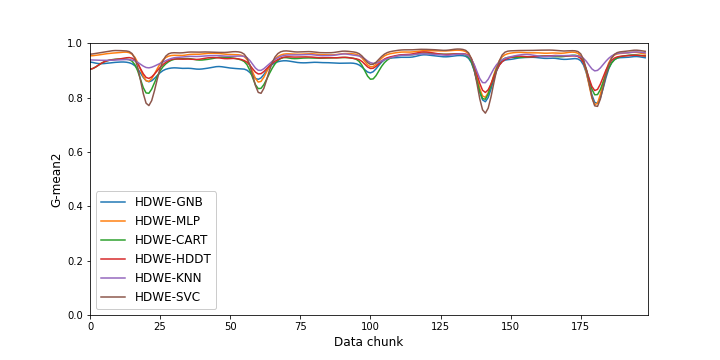 1.0
0.8
0.6
0.4
0.2
0.0
G-mean2
HDWE-GNB
HDWE-MLP
HDWE-CART
HDWE-HDDT
HDWE-KNN
HDWE-SVC
0 25 50 75 100 125 150 175
Data chunk